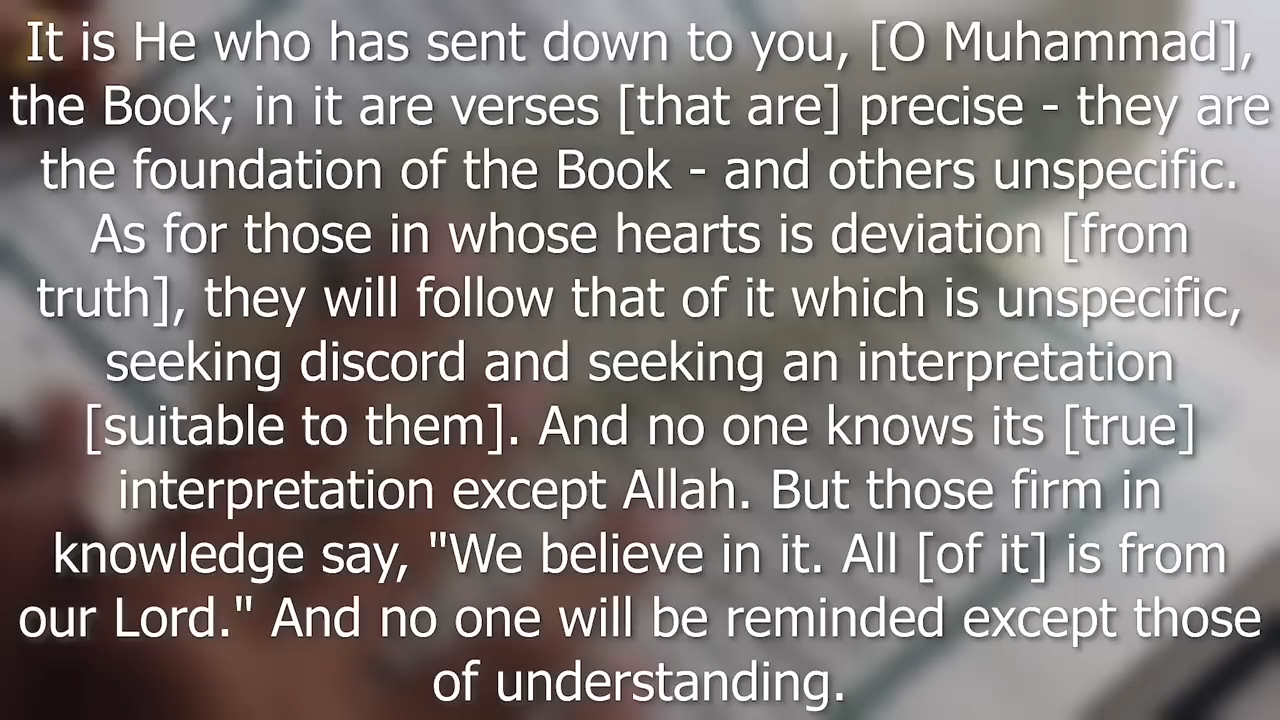 It is He who has sent down to you, [O Muhammad],
the Book; in it are verses [that are] precise - they are
the foundation of the Book - and others unspecific.
As for those in whose hearts is deviation [from
truth], they will follow that of it which is unspecific,
seeking discord and seeking an interpretation
[suitable to them]. And no one knows its [true]
interpretation except Allah. But those firm in
knowledge say, "We believe in it. All [of it] is from
our Lord." And no one will be reminded except those
of understanding.